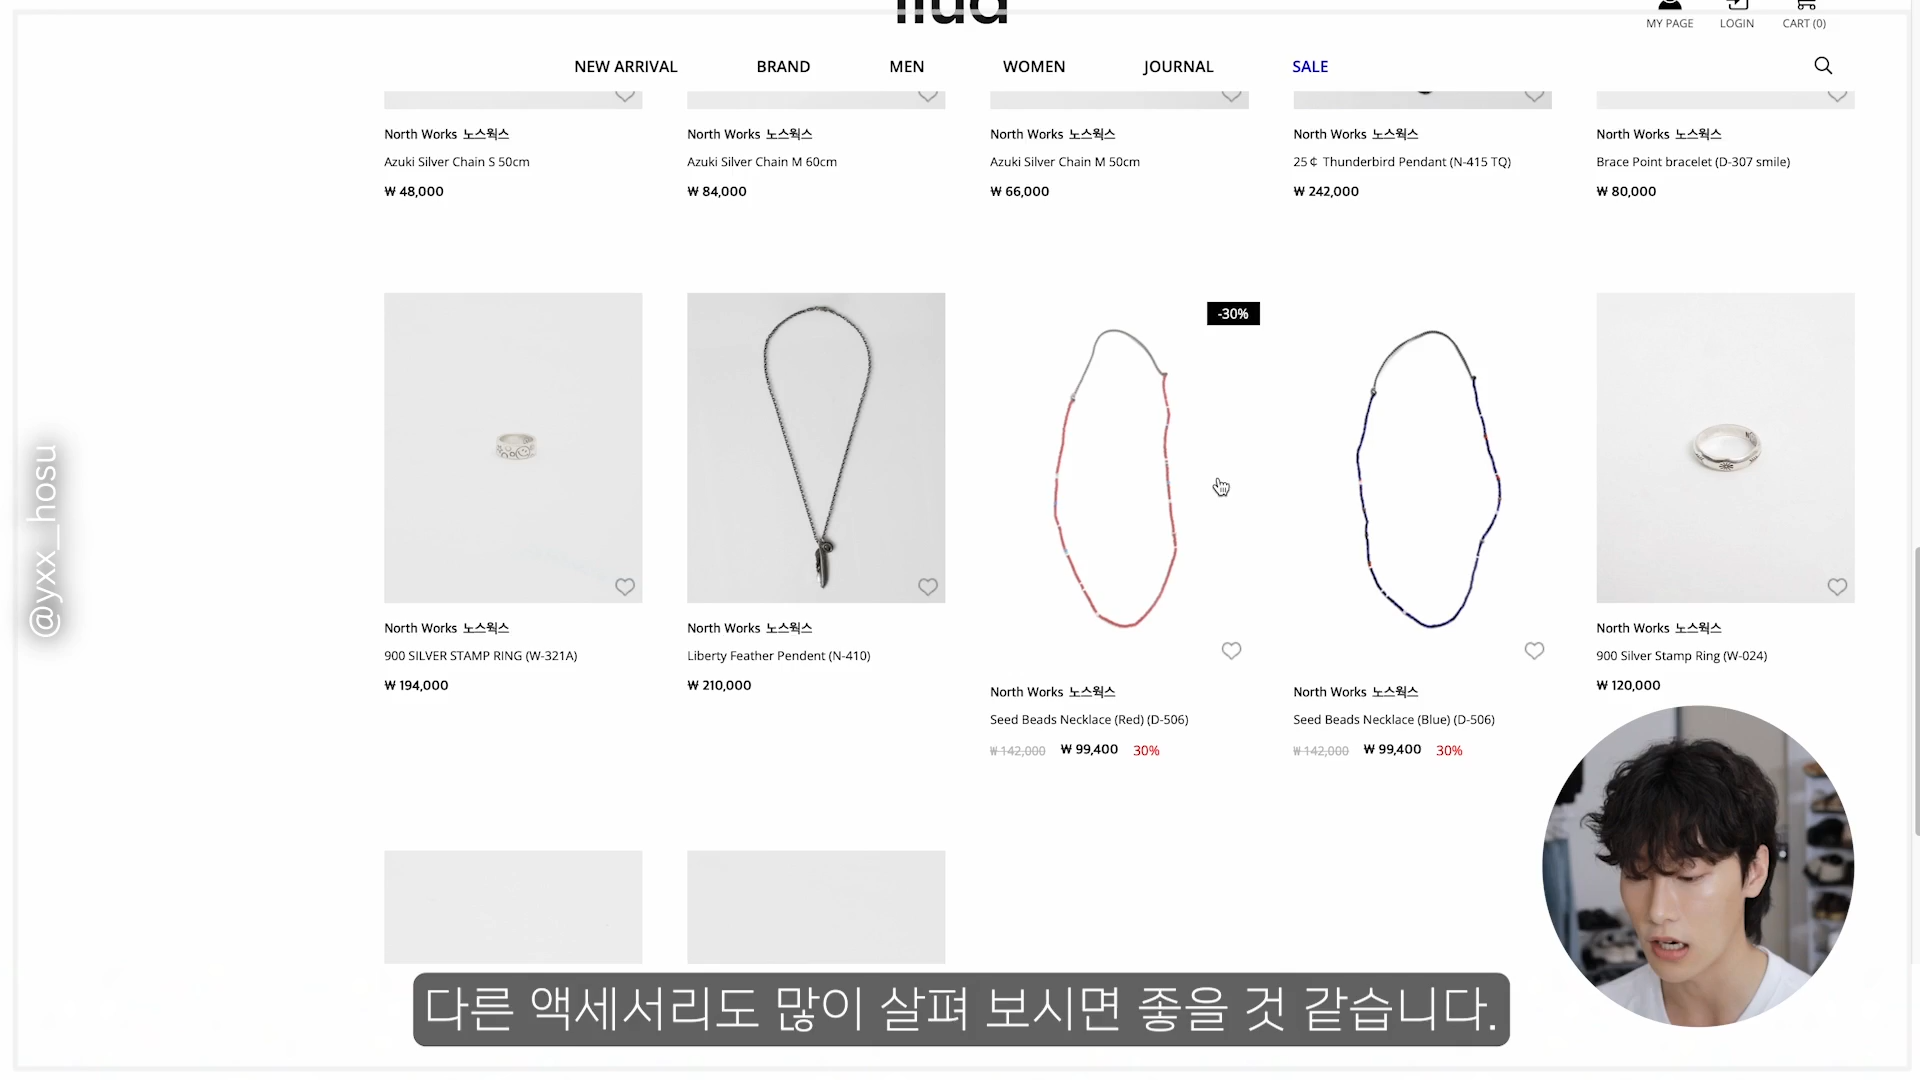 MY PAGE
LOGIN
CART (0)
NEW ARRIVAL
BRAND
MEN
WOMEN
JOURNAL
SALE
North Works 노스웍스
Azuki Silver Chain S 50cm
₩ 48,000
North Works 노스웍스
Azuki Silver Chain M 60cm
₩ 84,000
North Works 노스웍스
Azuki Silver Chain M 50cm
₩ 66,000
North Works 노스웍스
25￠ Thunderbird Pendant (N-415 TQ)
₩ 242,000
North Works 노스웍스
Brace Point bracelet (D-307 smile)
₩ 80,000
-30%
@yxx__hosu
North Works 노스웍스
900 SILVER STAMP RING (W-321A)
₩ 194,000
North Works 노스웍스
Liberty Feather Pendent (N-410)
₩ 210,000
North Works 노스웍스
Seed Beads Necklace (Red) (D-506)
₩ 142,000 ₩ 99,400 30%
North Works 노스웍스
Seed Beads Necklace (Blue) (D-506)
₩ 142,000 ₩ 99,400 30%
North Works 노스웍스
900 Silver Stamp Ring (W-024)
₩ 120,000
다른 액세서리도 많이 살펴 보시면 좋을 것 같습니다.